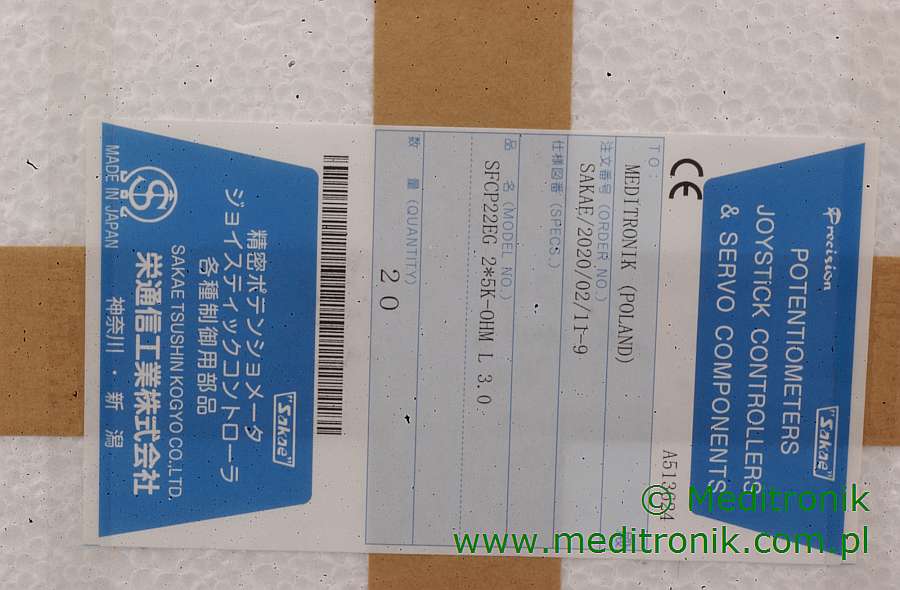 Precision
POTENTIOMETERS
JOYSTICK CONTROLLERS
& SERVO COMPONENTS
"Sakae"
CE
A513684
TO:
MEDITRONIK (POLAND)
注文番号 (ORDER NO.)
SAKAE/2020/02/11-9
仕様図番 (SPECS.)
品 名 (MODEL NO.)
SFCP22EG 2*5K-OHM L 3.0
数 量 (QUANTITY)
20
精密ポテンショメータ
ジョイスティックコントローラ
各種制御用部品
"Sakae"
SAKAE TSUSHIN KOGYO CO.,LTD.
栄通信工業株式会社
MADE IN JAPAN
神奈川・新潟
© Meditronik
www.meditronik.com.pl